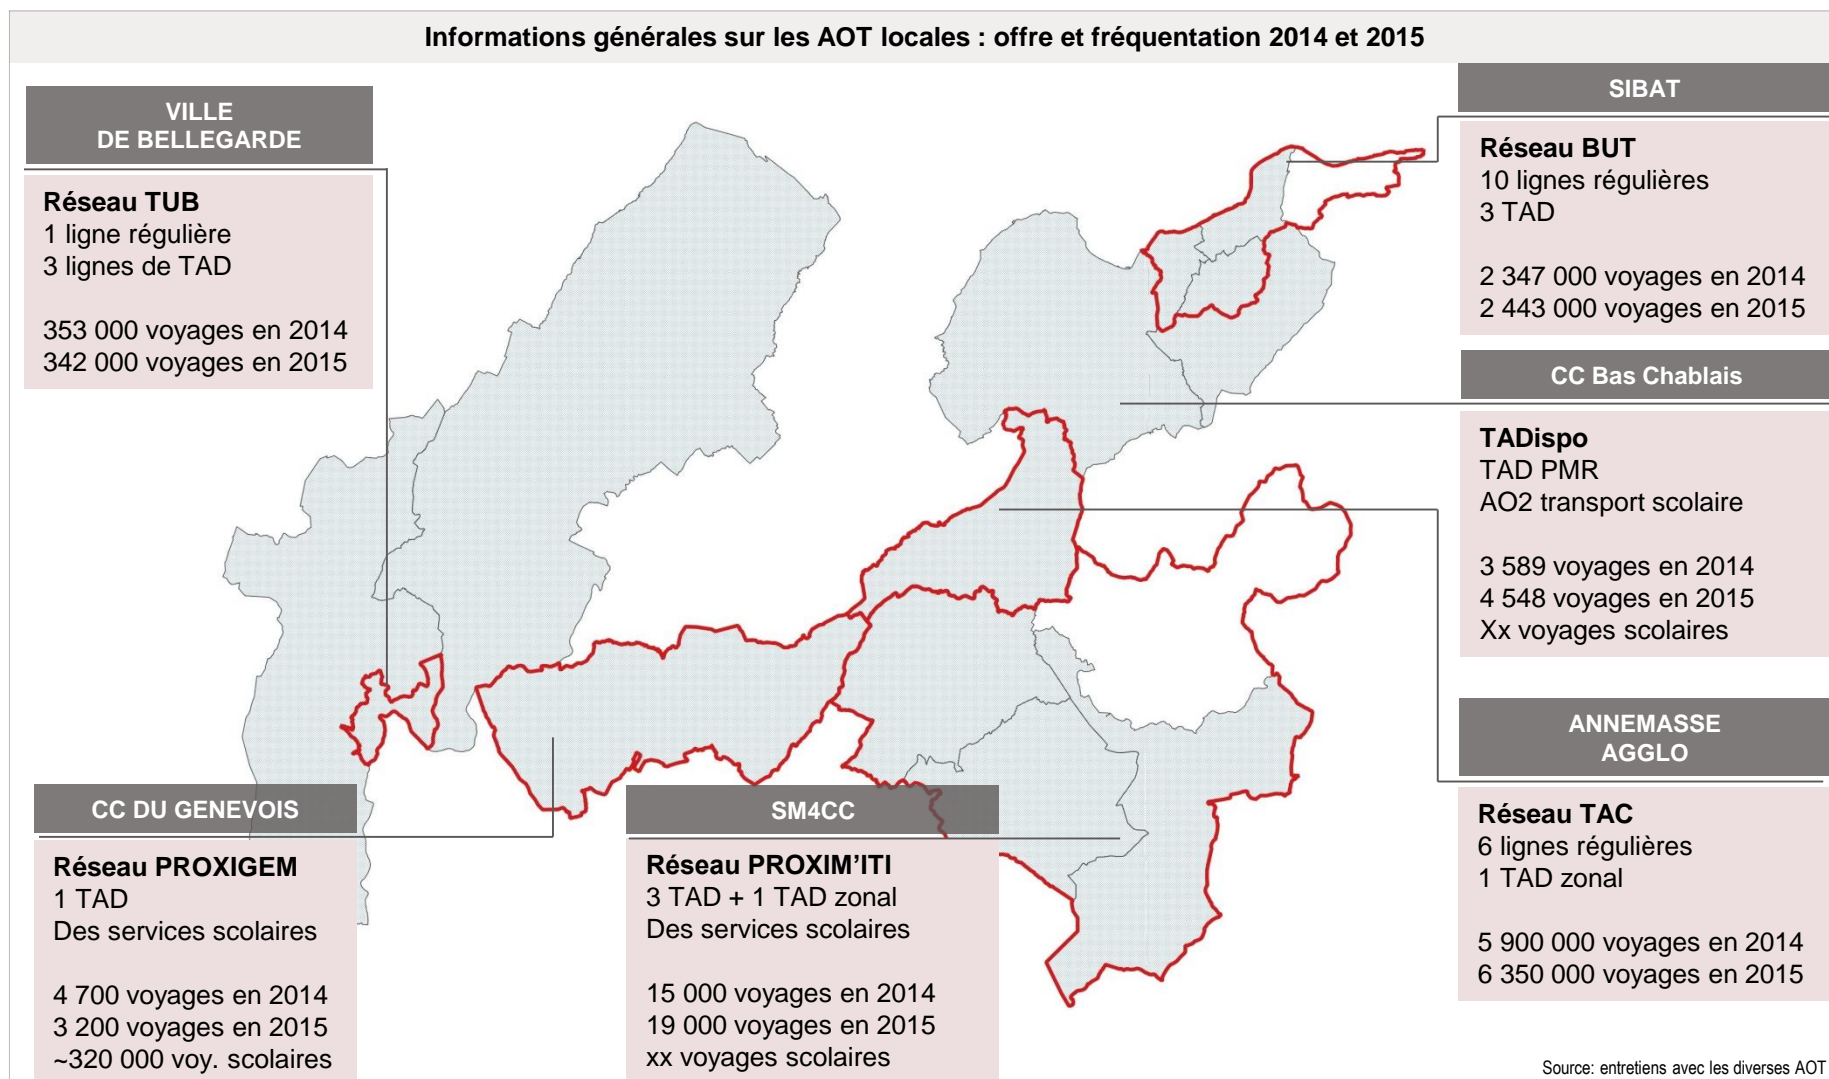 Informations générales sur les AOT locales : offre et fréquentation 2014 et 2015
VILLE
DE BELLEGARDE
Réseau TUB
1 ligne régulière
3 lignes de TAD
353 000 voyages en 2014
342 000 voyages en 2015
SIBAT
Réseau BUT
10 lignes régulières
3 TAD
2 347 000 voyages en 2014
2 443 000 voyages en 2015
CC Bas Chablais
TADispo
TAD PMR
AO2 transport scolaire
3 589 voyages en 2014
4 548 voyages en 2015
Xx voyages scolaires
ANNEMASSE
AGGLO
Réseau TAC
6 lignes régulières
1 TAD zonal
5 900 000 voyages en 2014
6 350 000 voyages en 2015
CC DU GENEVOIS
Réseau PROXIGEM
1 TAD
Des services scolaires
4 700 voyages en 2014
3 200 voyages en 2015
~320 000 voy. scolaires
SM4CC
Réseau PROXIM’ITI
3 TAD + 1 TAD zonal
Des services scolaires
15 000 voyages en 2014
19 000 voyages en 2015
xx voyages scolaires
Source: entretiens avec les diverses AOT